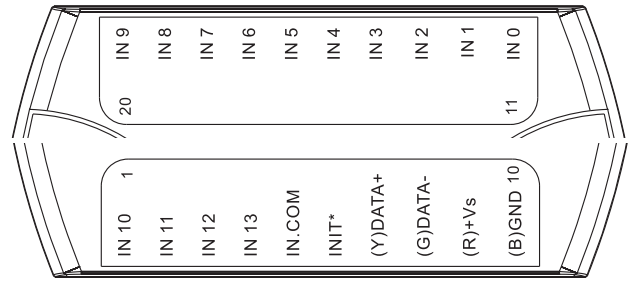 IN 9
IN 8
IN 7
IN 6
IN 5
IN 4
IN 3
IN 2
IN 1
IN 0
20
11
1
10
IN 10
IN 11
IN 12
IN 13
IN.COM
INIT*
(Y)DATA+
(G)DATA-
(R)+Vs
(B)GND